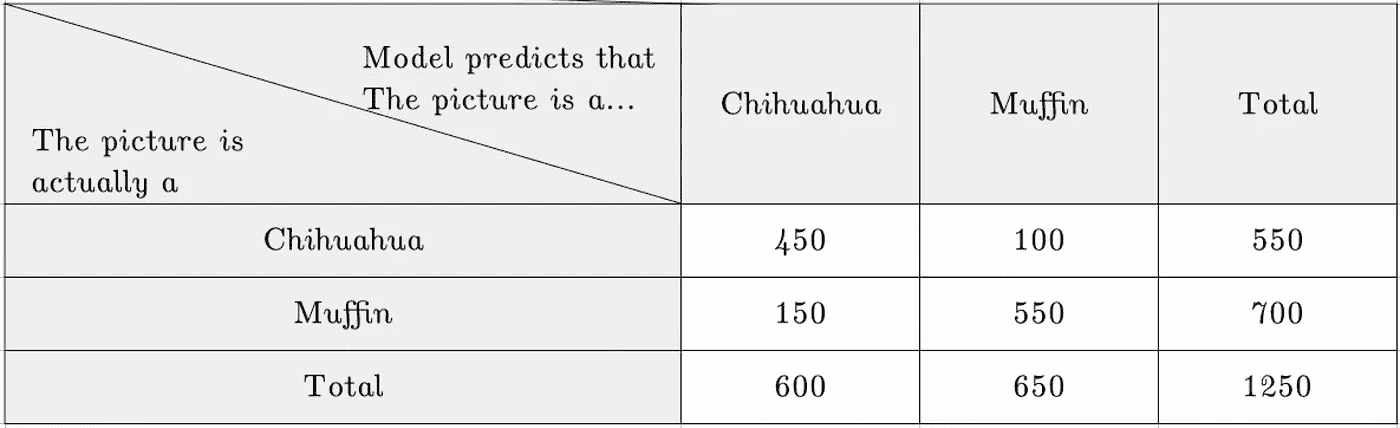 Model predicts that
The picture is a...
The picture is
actually a
Chihuahua Muffin Total
Chihuahua 450 100 550
Muffin 150 550 700
Total 600 650 1250